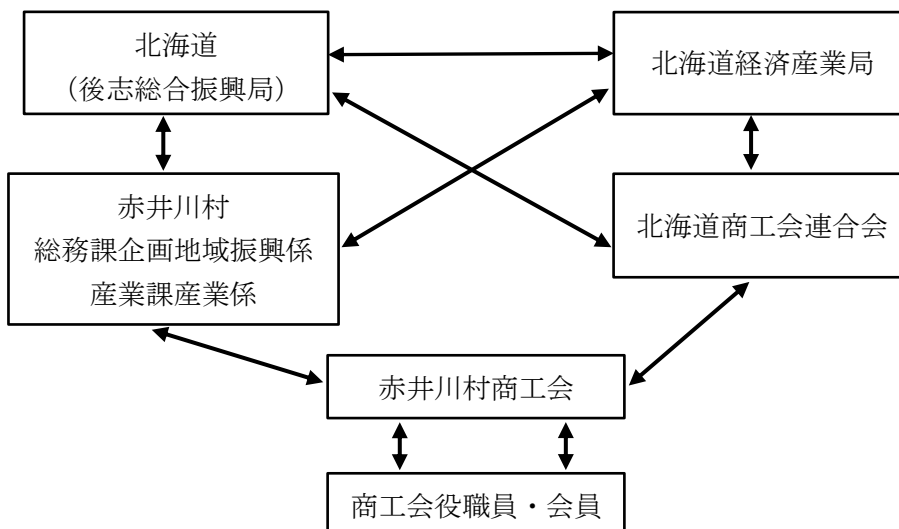 北海道
（後志総合振興局）
北海道経済産業局
赤井川村
総務課企画地域振興係
産業課産業係
北海道商工会連合会
赤井川村商工会
商工会役職員・会員